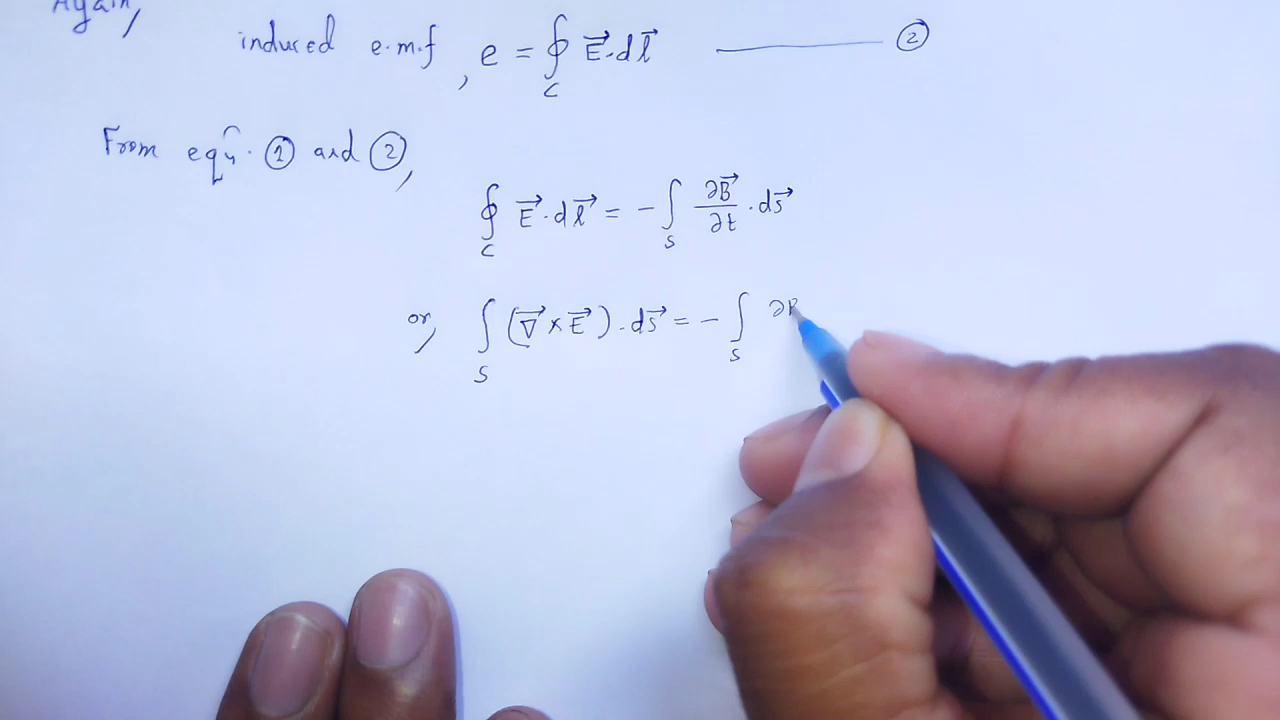 Again,
induced e.m.f, e = ∮_C E⃗·dl⃗ ——— ②
From eqn. ① and ②,
∮_C E⃗·dl⃗ = -∫_S ∂B⃗/∂t · ds⃗
or, ∫_S (∇⃗×E⃗)·ds⃗ = -∫_S ∂B